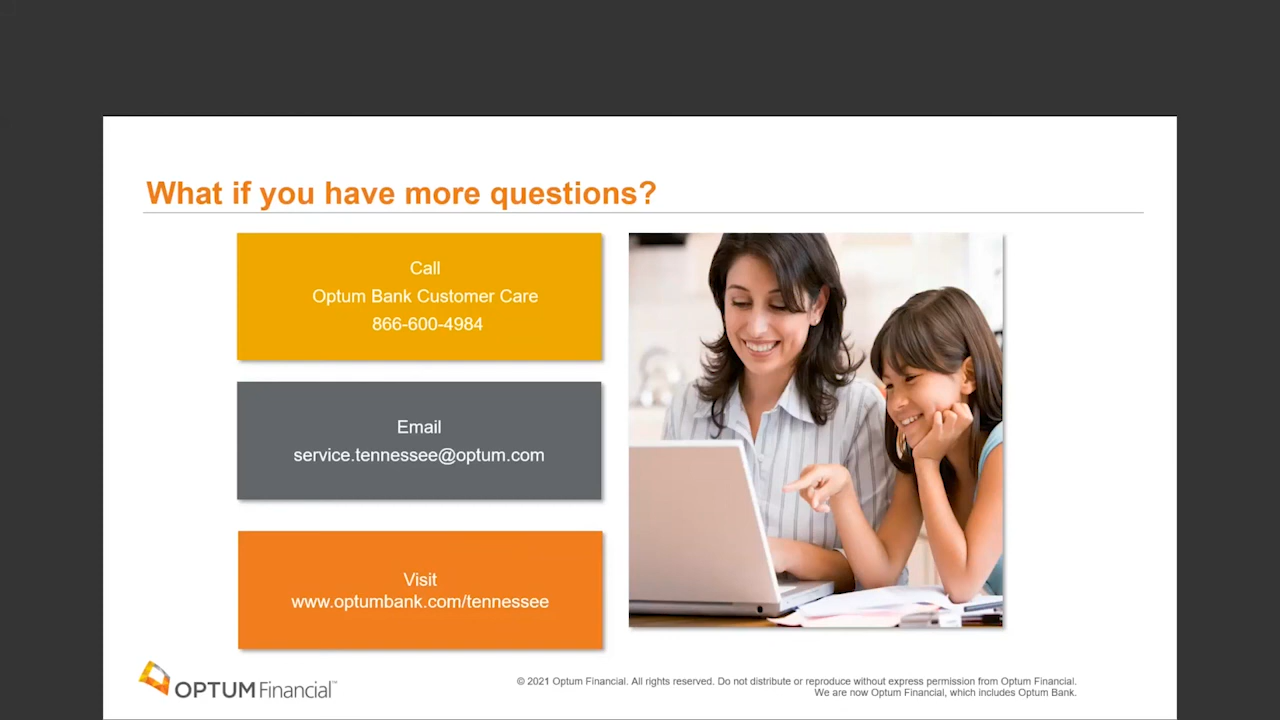 What if you have more questions?
Call
Optum Bank Customer Care
866-600-4984
Email
service.tennessee@optum.com
Visit
www.optumbank.com/tennessee
OPTUM Financial™
© 2021 Optum Financial. All rights reserved. Do not distribute or reproduce without express permission from Optum Financial.
We are now Optum Financial, which includes Optum Bank.